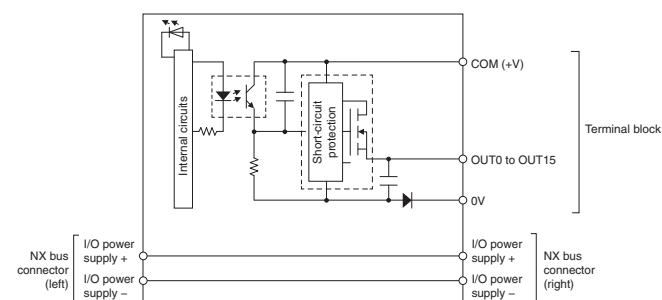 COM (+V)
Internal circuits
Short-circuit
protection
Terminal block
OUT0 to OUT15
0V
NX bus
connector
(left)
I/O power
supply +
I/O power
supply –
I/O power
supply +
I/O power
supply –
NX bus
connector
(right)